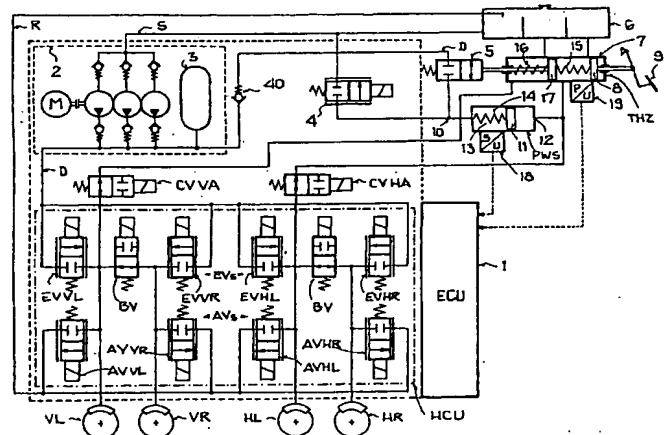 R S 6
2 3 40 D 5 16 15 7 9
M 4 17 8 19 THZ
10 14 13 11 12 PWS
18
D CVVA CVHA
EVVL BV EVVR EVs EVHL BV EVHR
AVs
AVVR AVHR
AVVL AVHL
ECU 1
HCU
VL VR HL HR